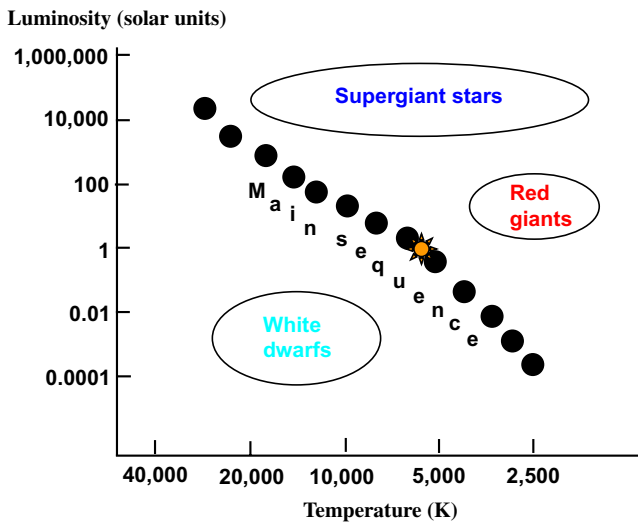 Luminosity (solar units)
1,000,000
Supergiant stars
10,000
100
Red
giants
Main sequence
1
0.01
White
dwarfs
0.0001
40,000 20,000 10,000 5,000 2,500
Temperature (K)